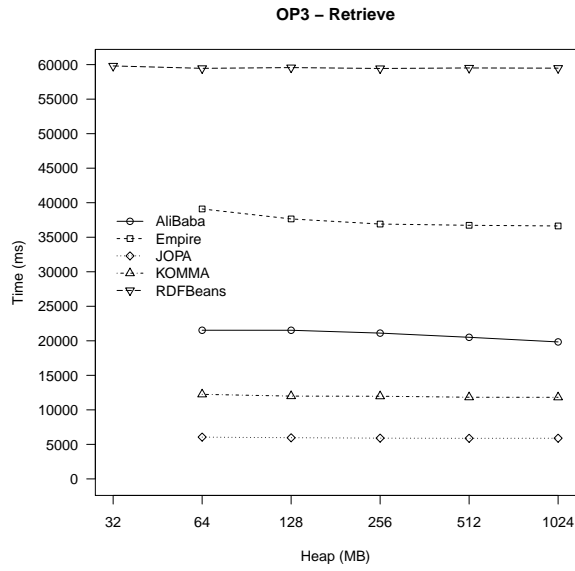 OP3 – Retrieve
Time (ms)
60000
55000
50000
45000
40000
35000
30000
25000
20000
15000
10000
5000
0
AliBaba
Empire
JOPA
KOMMA
RDFBeans
32 64 128 256 512 1024
Heap (MB)